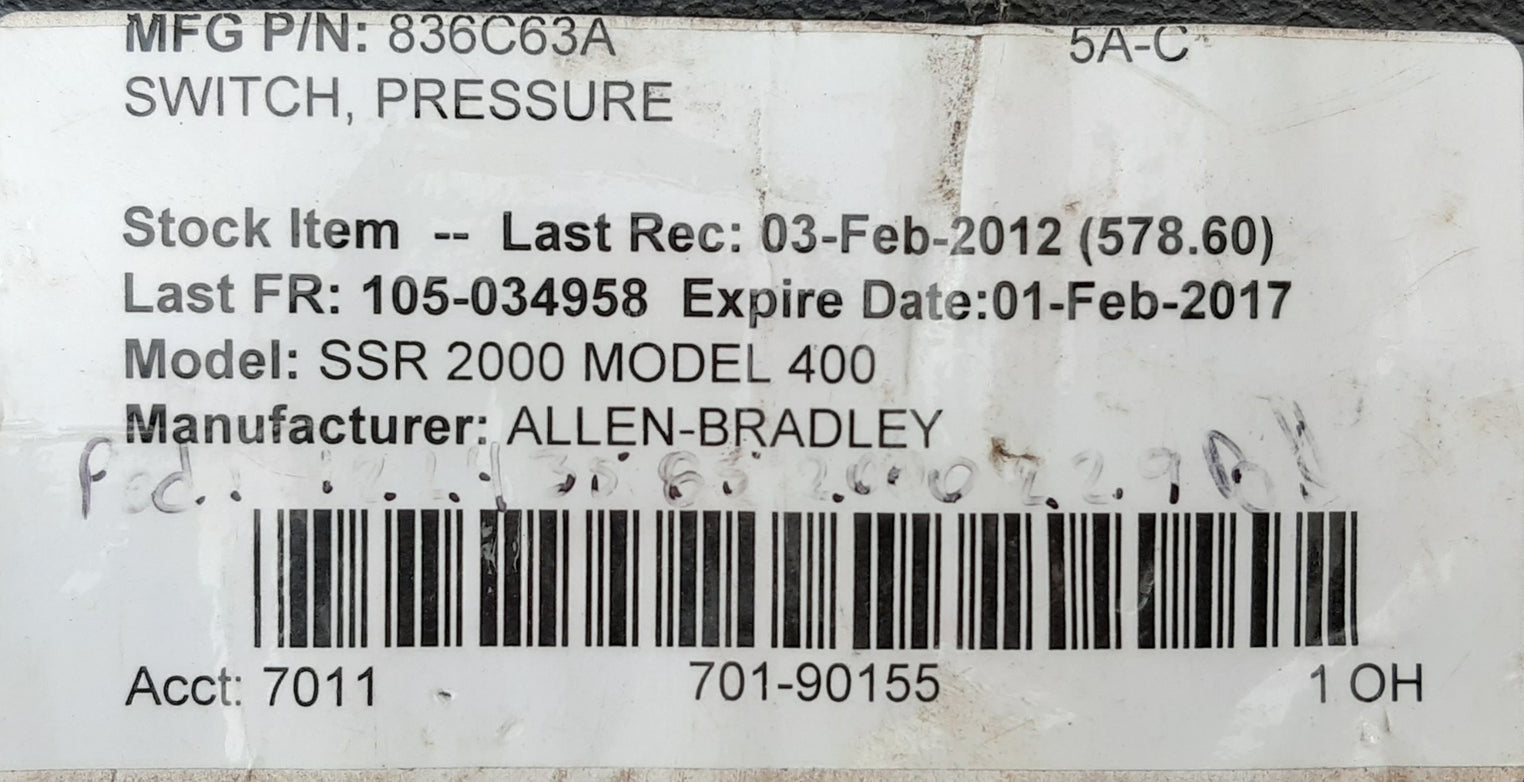 MFG P/N: 836C63A 5A-C
SWITCH, PRESSURE
Stock Item -- Last Rec: 03-Feb-2012 (578.60)
Last FR: 105-034958 Expire Date:01-Feb-2017
Model: SSR 2000 MODEL 400
Manufacturer: ALLEN-BRADLEY
Acct: 7011 701-90155 1 OH